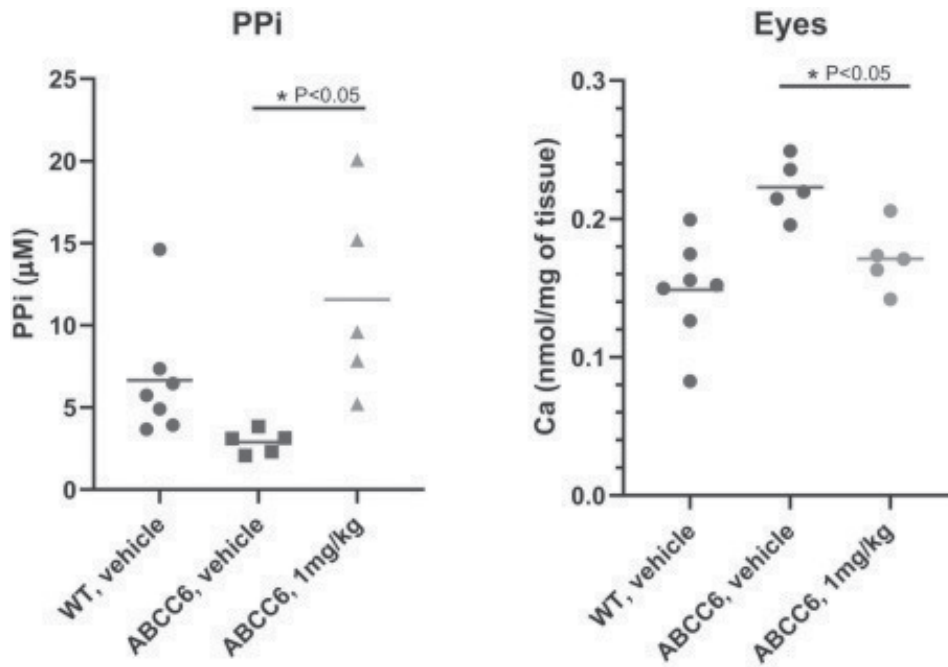 PPi
25
20
15
10
5
0
PPi (μM)
* P<0.05
WT, vehicle
ABCC6, vehicle
ABCC6, 1mg/kg
Eyes
0.3
0.2
0.1
0.0
Ca (nmol/mg of tissue)
* P<0.05
WT, vehicle
ABCC6, vehicle
ABCC6, 1mg/kg